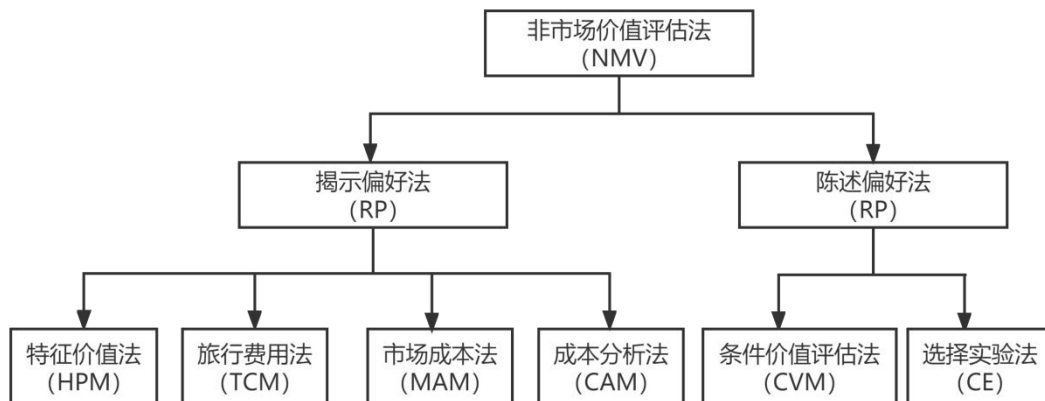 非市场价值评估法
（NMV）
揭示偏好法
（RP）
陈述偏好法
（RP）
特征价值法
（HPM）
旅行费用法
（TCM）
市场成本法
（MAM）
成本分析法
（CAM）
条件价值评估法
（CVM）
选择实验法
（CE）